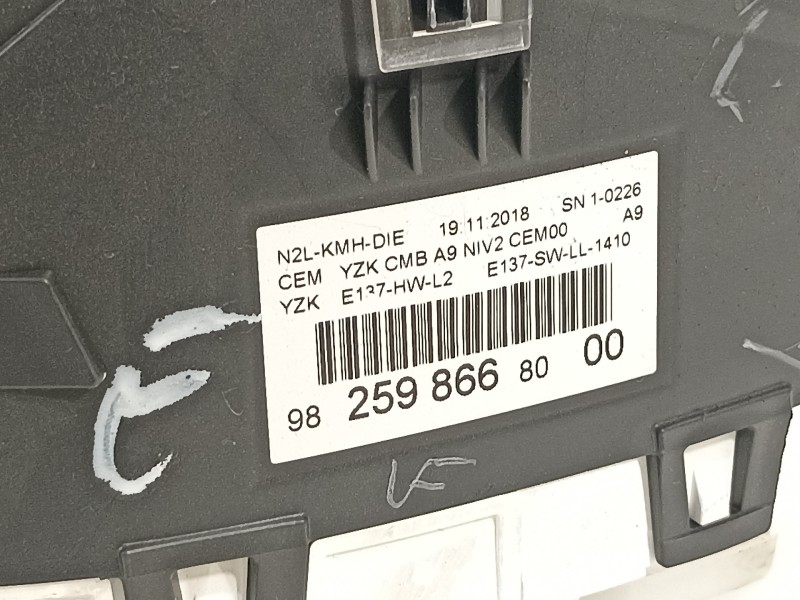 N2L-KMH-DIE 19.11.2018 SN 1-0226
CEM YZK CMB A9 NIV2 CEM00 A9
YZK E137-HW-L2 E137-SW-LL-1410
98 259 866 80 00